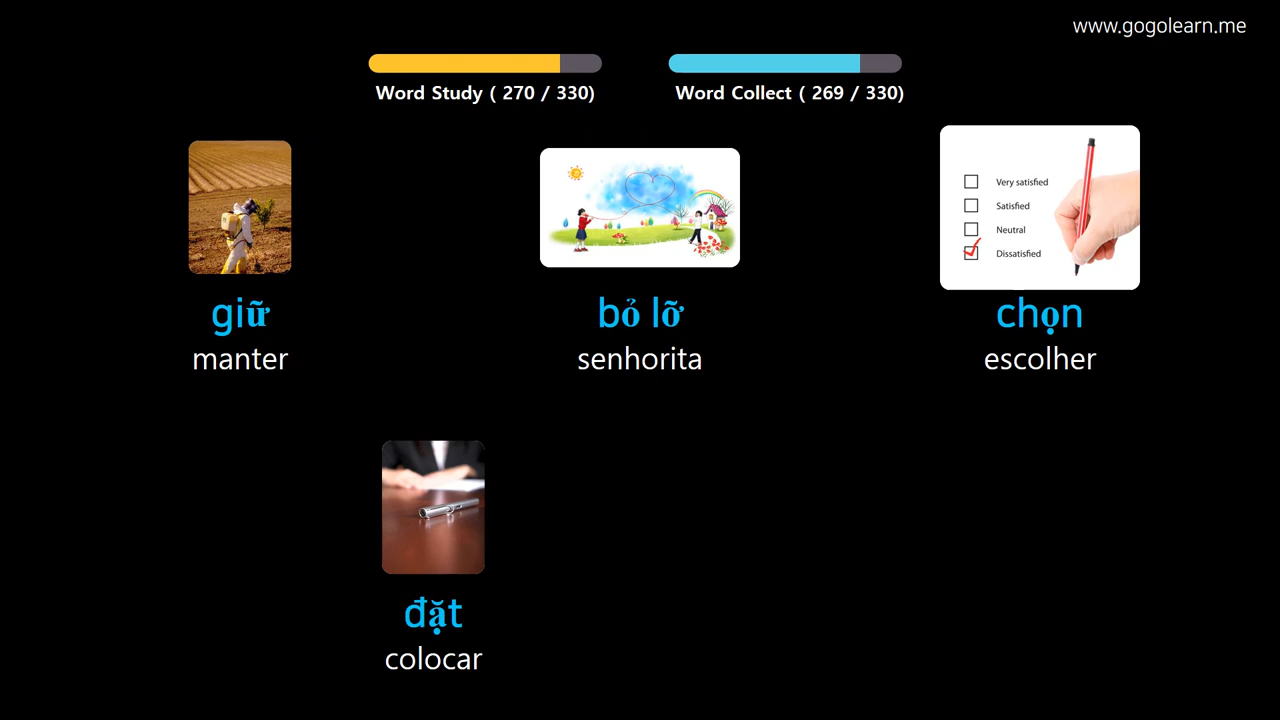 www.gogolearn.me
Word Study ( 270 / 330)
Word Collect ( 269 / 330)
Very satisfied
Satisfied
Neutral
Dissatisfied
giữ
bỏ lỡ
chọn
manter
senhorita
escolher
đặt
colocar